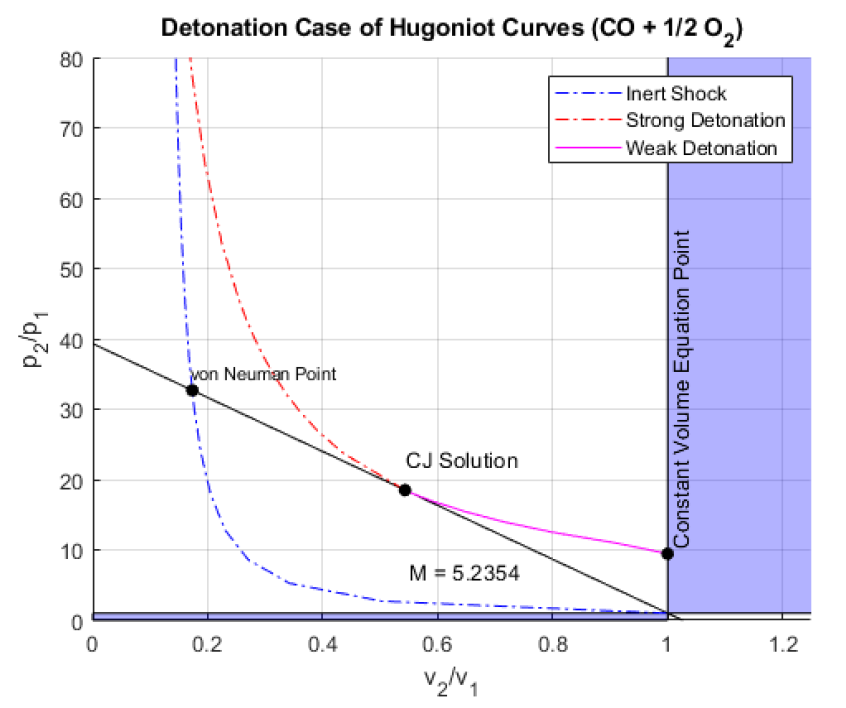 Detonation Case of Hugoniot Curves (CO + 1/2 O2)
80
70
60
50
40
30
20
10
0
p2/p1
Inert Shock
Strong Detonation
Weak Detonation
Constant Volume Equation Point
von Neuman Point
CJ Solution
M = 5.2354
0 0.2 0.4 0.6 0.8 1 1.2
v2/v1